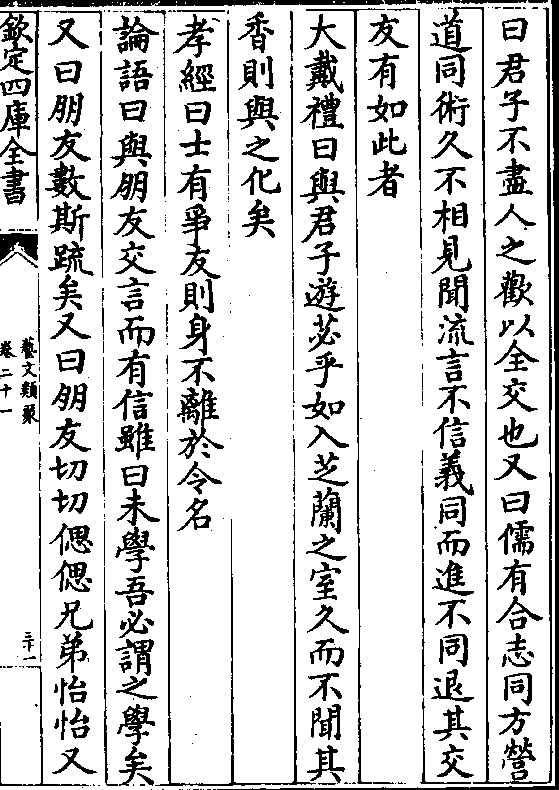 曰君子不盡人之歡以全交也又曰儒有合志同方營
道同術久不相見聞流言不信義同而進不同退其交
友有如此者
大戴禮曰與君子遊苾乎如入芝蘭之室久而不聞其
香則與之化矣
孝經曰士有爭友則身不離於令名
論語曰與朋友交言而有信雖曰未學吾必謂之學矣
又曰朋友數斯疏矣又曰朋友切切偲偲兄弟怡怡又
欽定四庫全書
藝文類聚
卷二十一
三十一